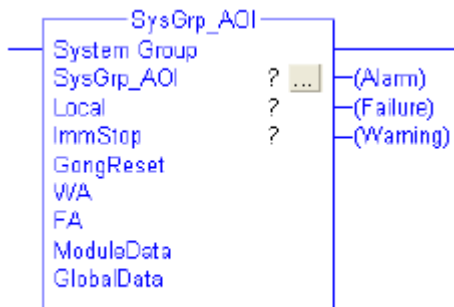 SysGrp_AOI
System Group
SysGrp_AOI ? ... (Alarm)
Local ? (Failure)
ImmStop ? (Warning)
GongReset
WA
FA
ModuleData
GlobalData